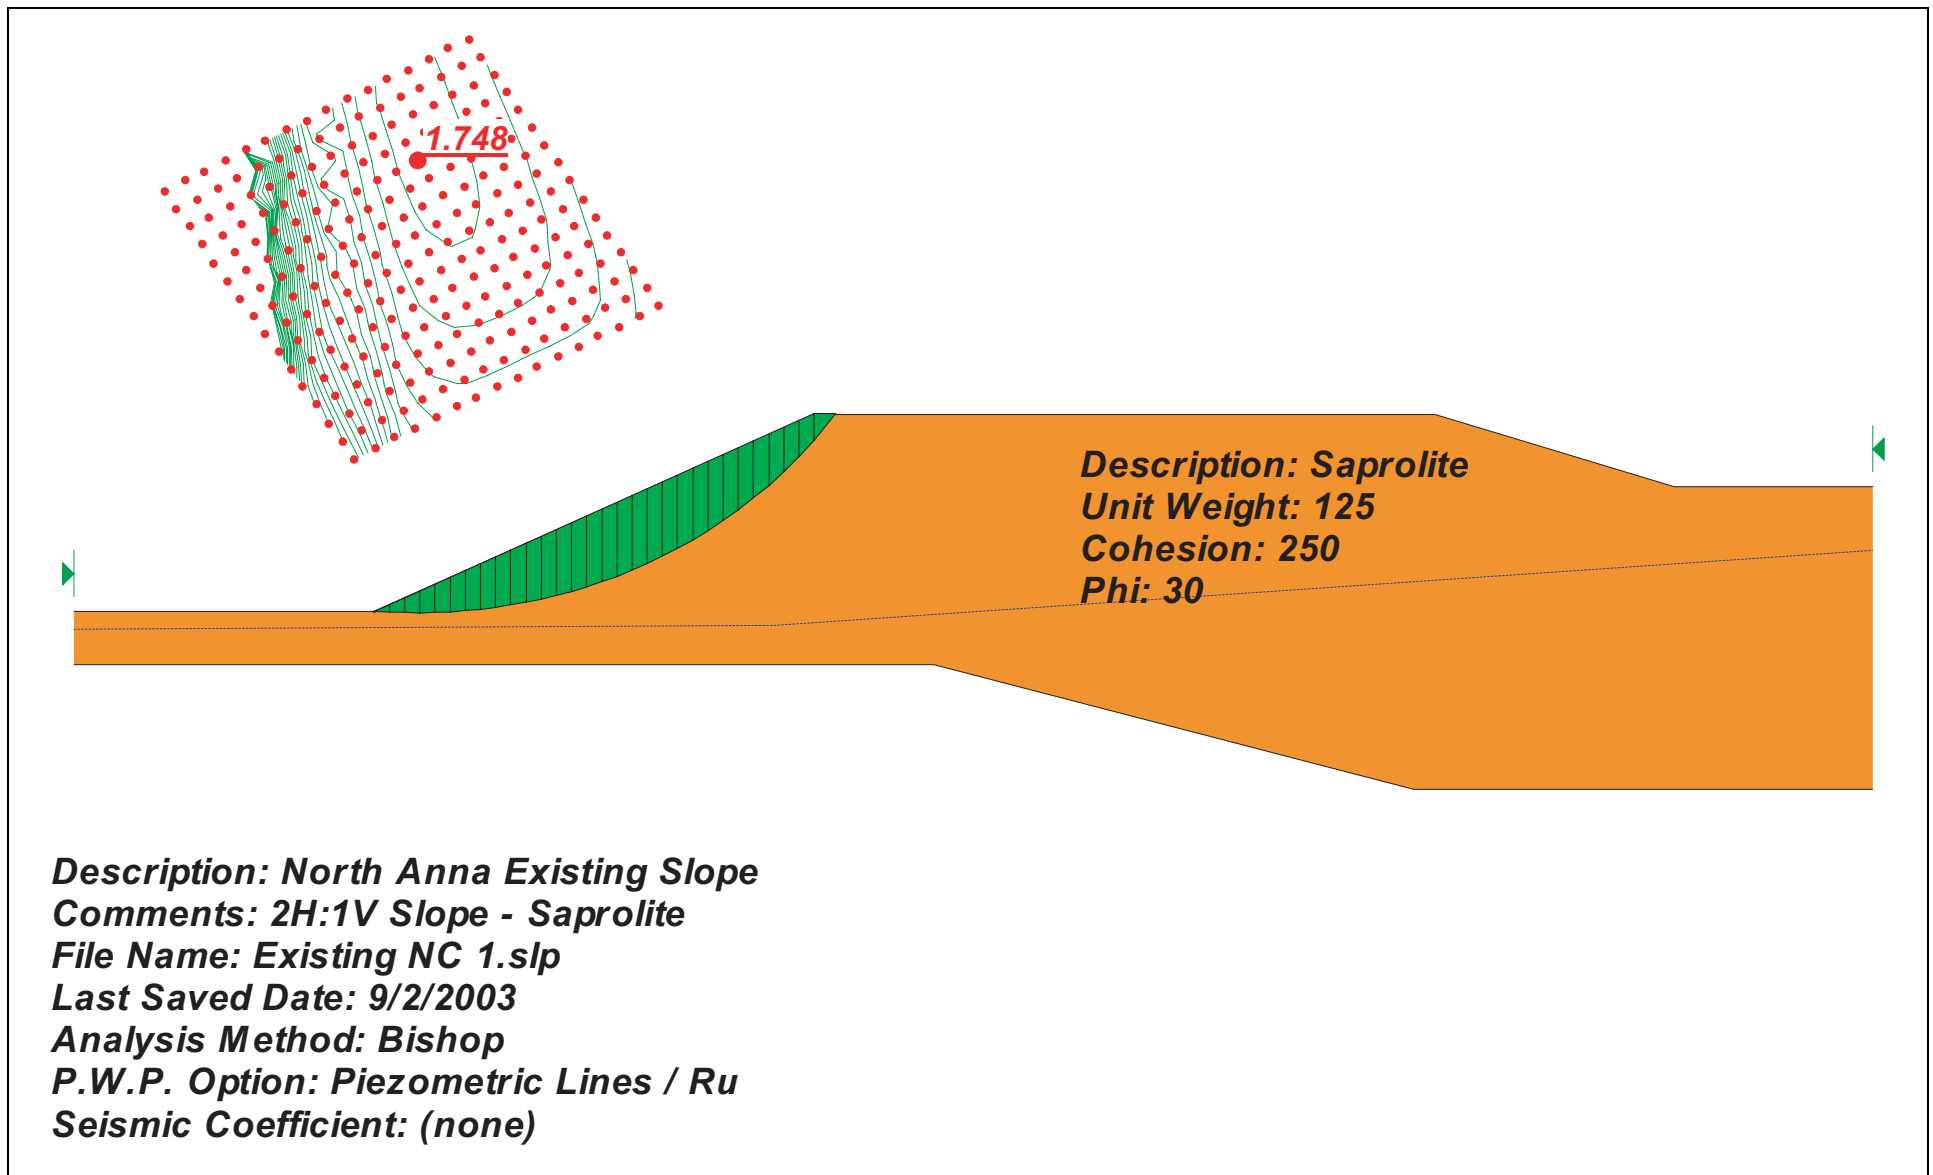 1.748
Description: Saprolite
Unit Weight: 125
Cohesion: 250
Phi: 30
Description: North Anna Existing Slope
Comments: 2H:1V Slope - Saprolite
File Name: Existing NC 1.slp
Last Saved Date: 9/2/2003
Analysis Method: Bishop
P.W.P. Option: Piezometric Lines / Ru
Seismic Coefficient: (none)